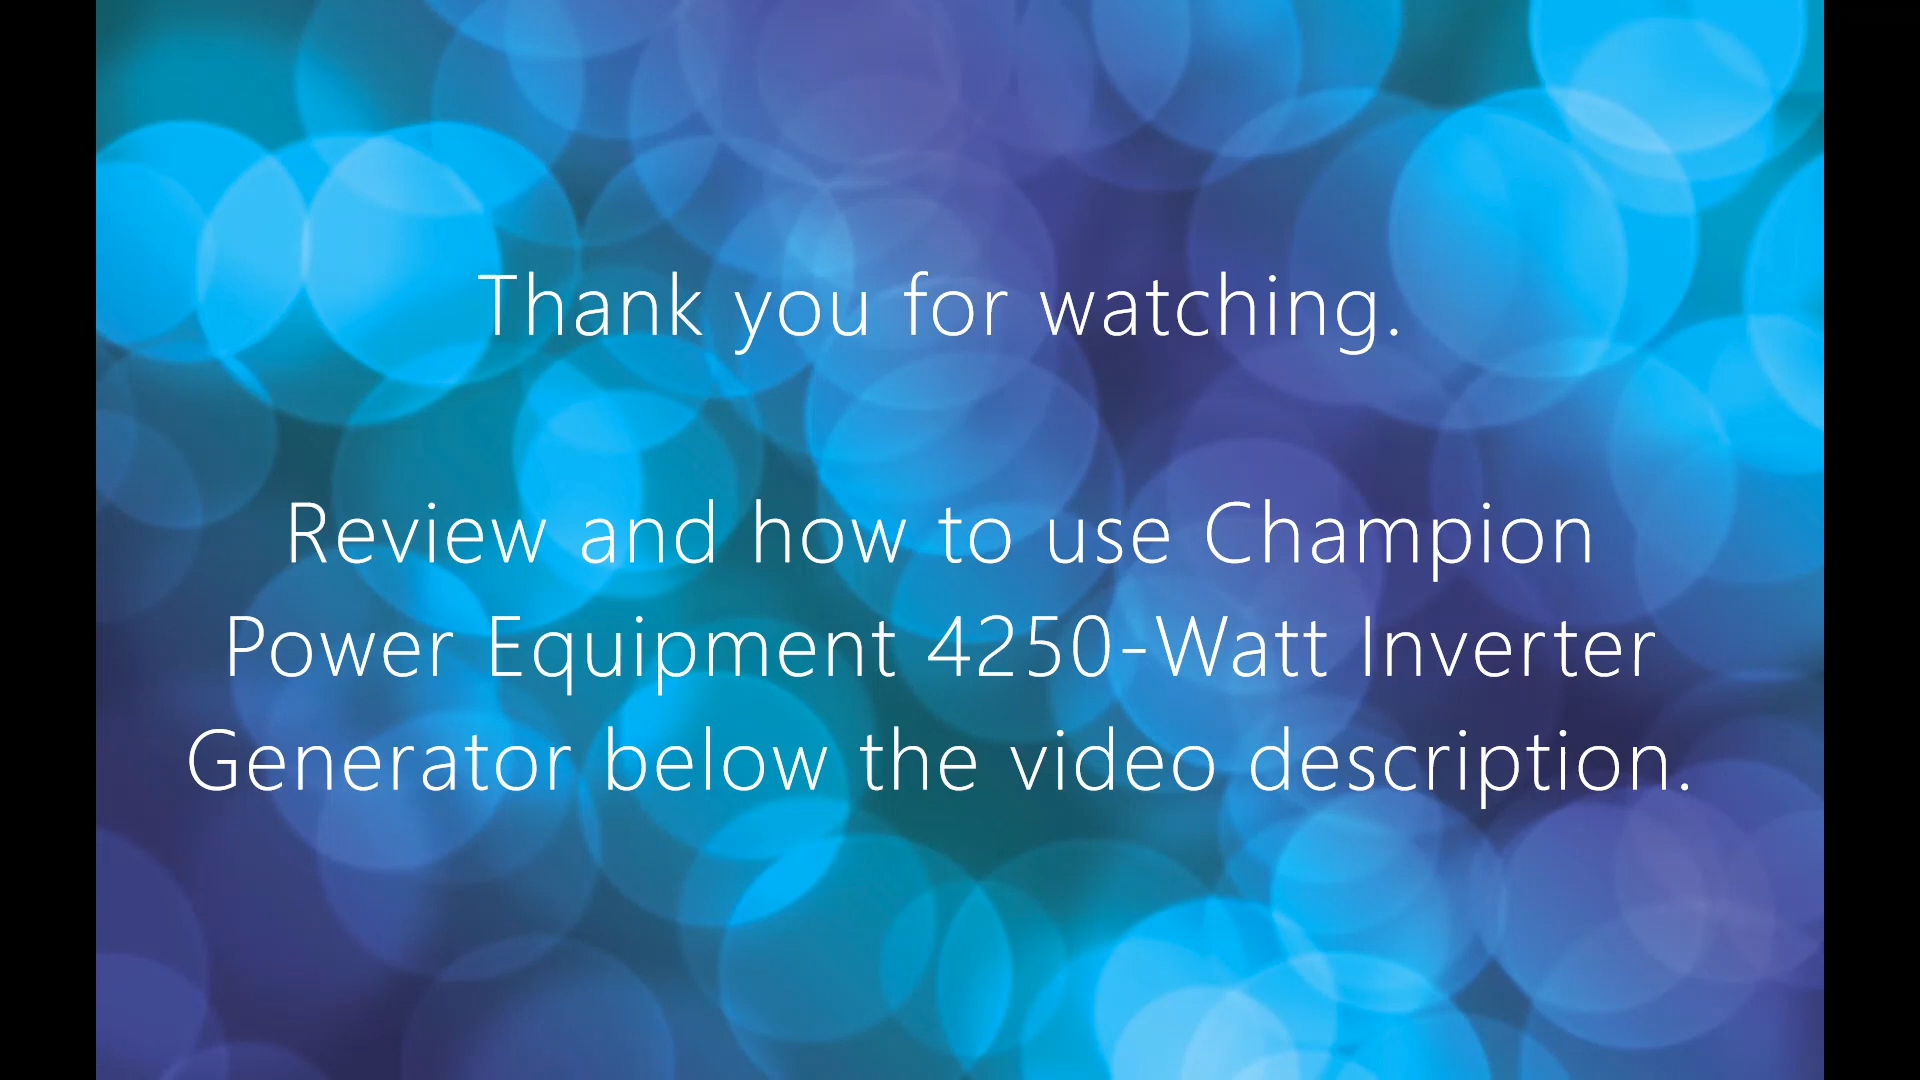 Thank you for watching.
Review and how to use Champion
Power Equipment 4250-Watt Inverter
Generator below the video description.